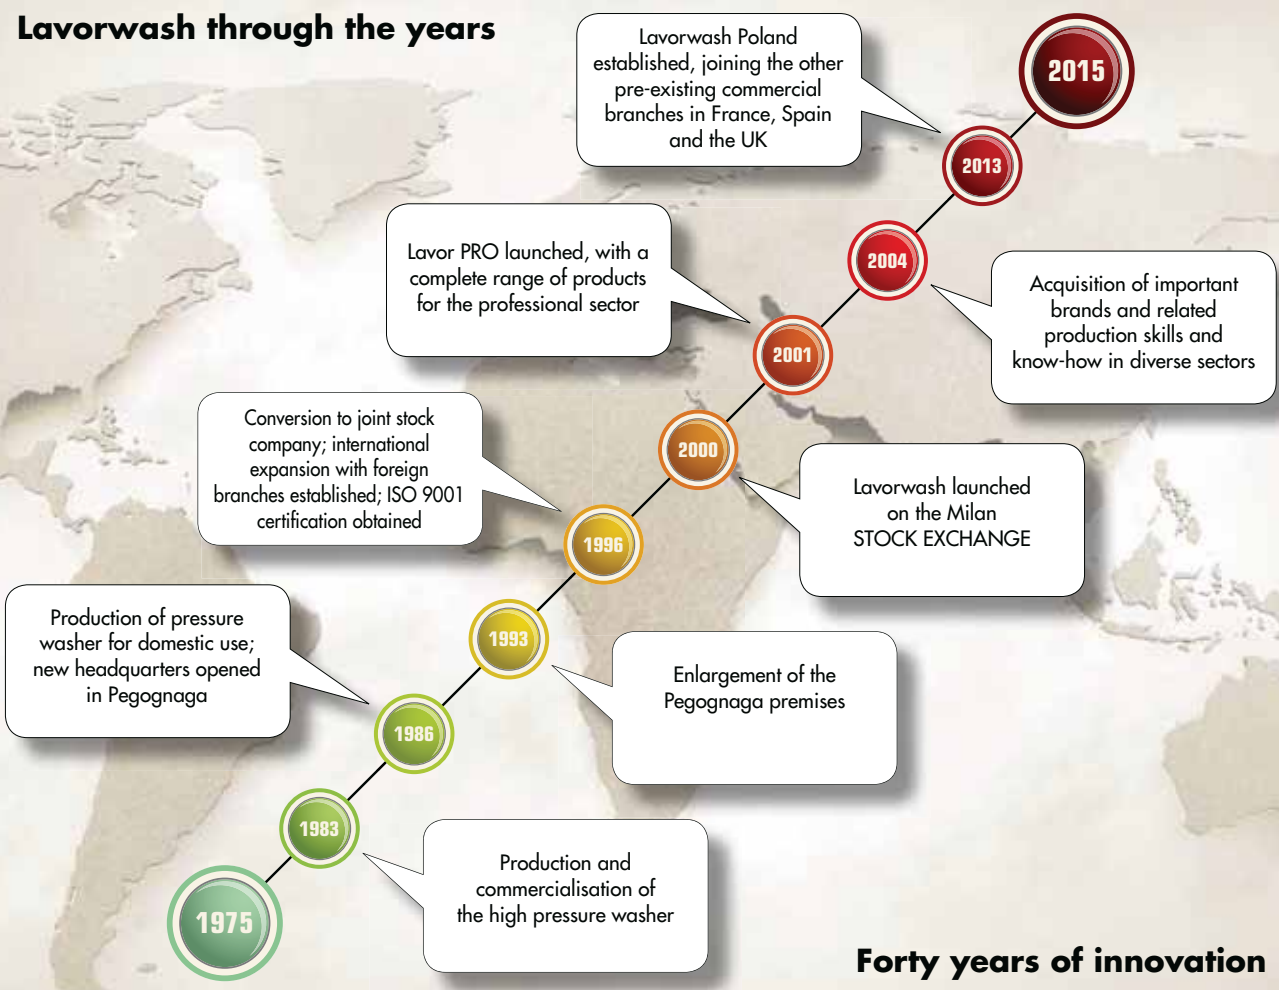 Lavorwash through the years
Lavorwash Poland
established, joining the other
pre-existing commercial
branches in France, Spain
and the UK
2015
2013
Lavor PRO launched, with a
complete range of products
for the professional sector
2004
Acquisition of important
brands and related
production skills and
know-how in diverse sectors
2001
Conversion to joint stock
company; international
expansion with foreign
branches established; ISO 9001
certification obtained
2000
Lavorwash launched
on the Milan
STOCK EXCHANGE
1996
Production of pressure
washer for domestic use;
new headquarters opened
in Pegognaga
1993
Enlargement of the
Pegognaga premises
1986
1983
Production and
commercialisation of
the high pressure washer
1975
Forty years of innovation